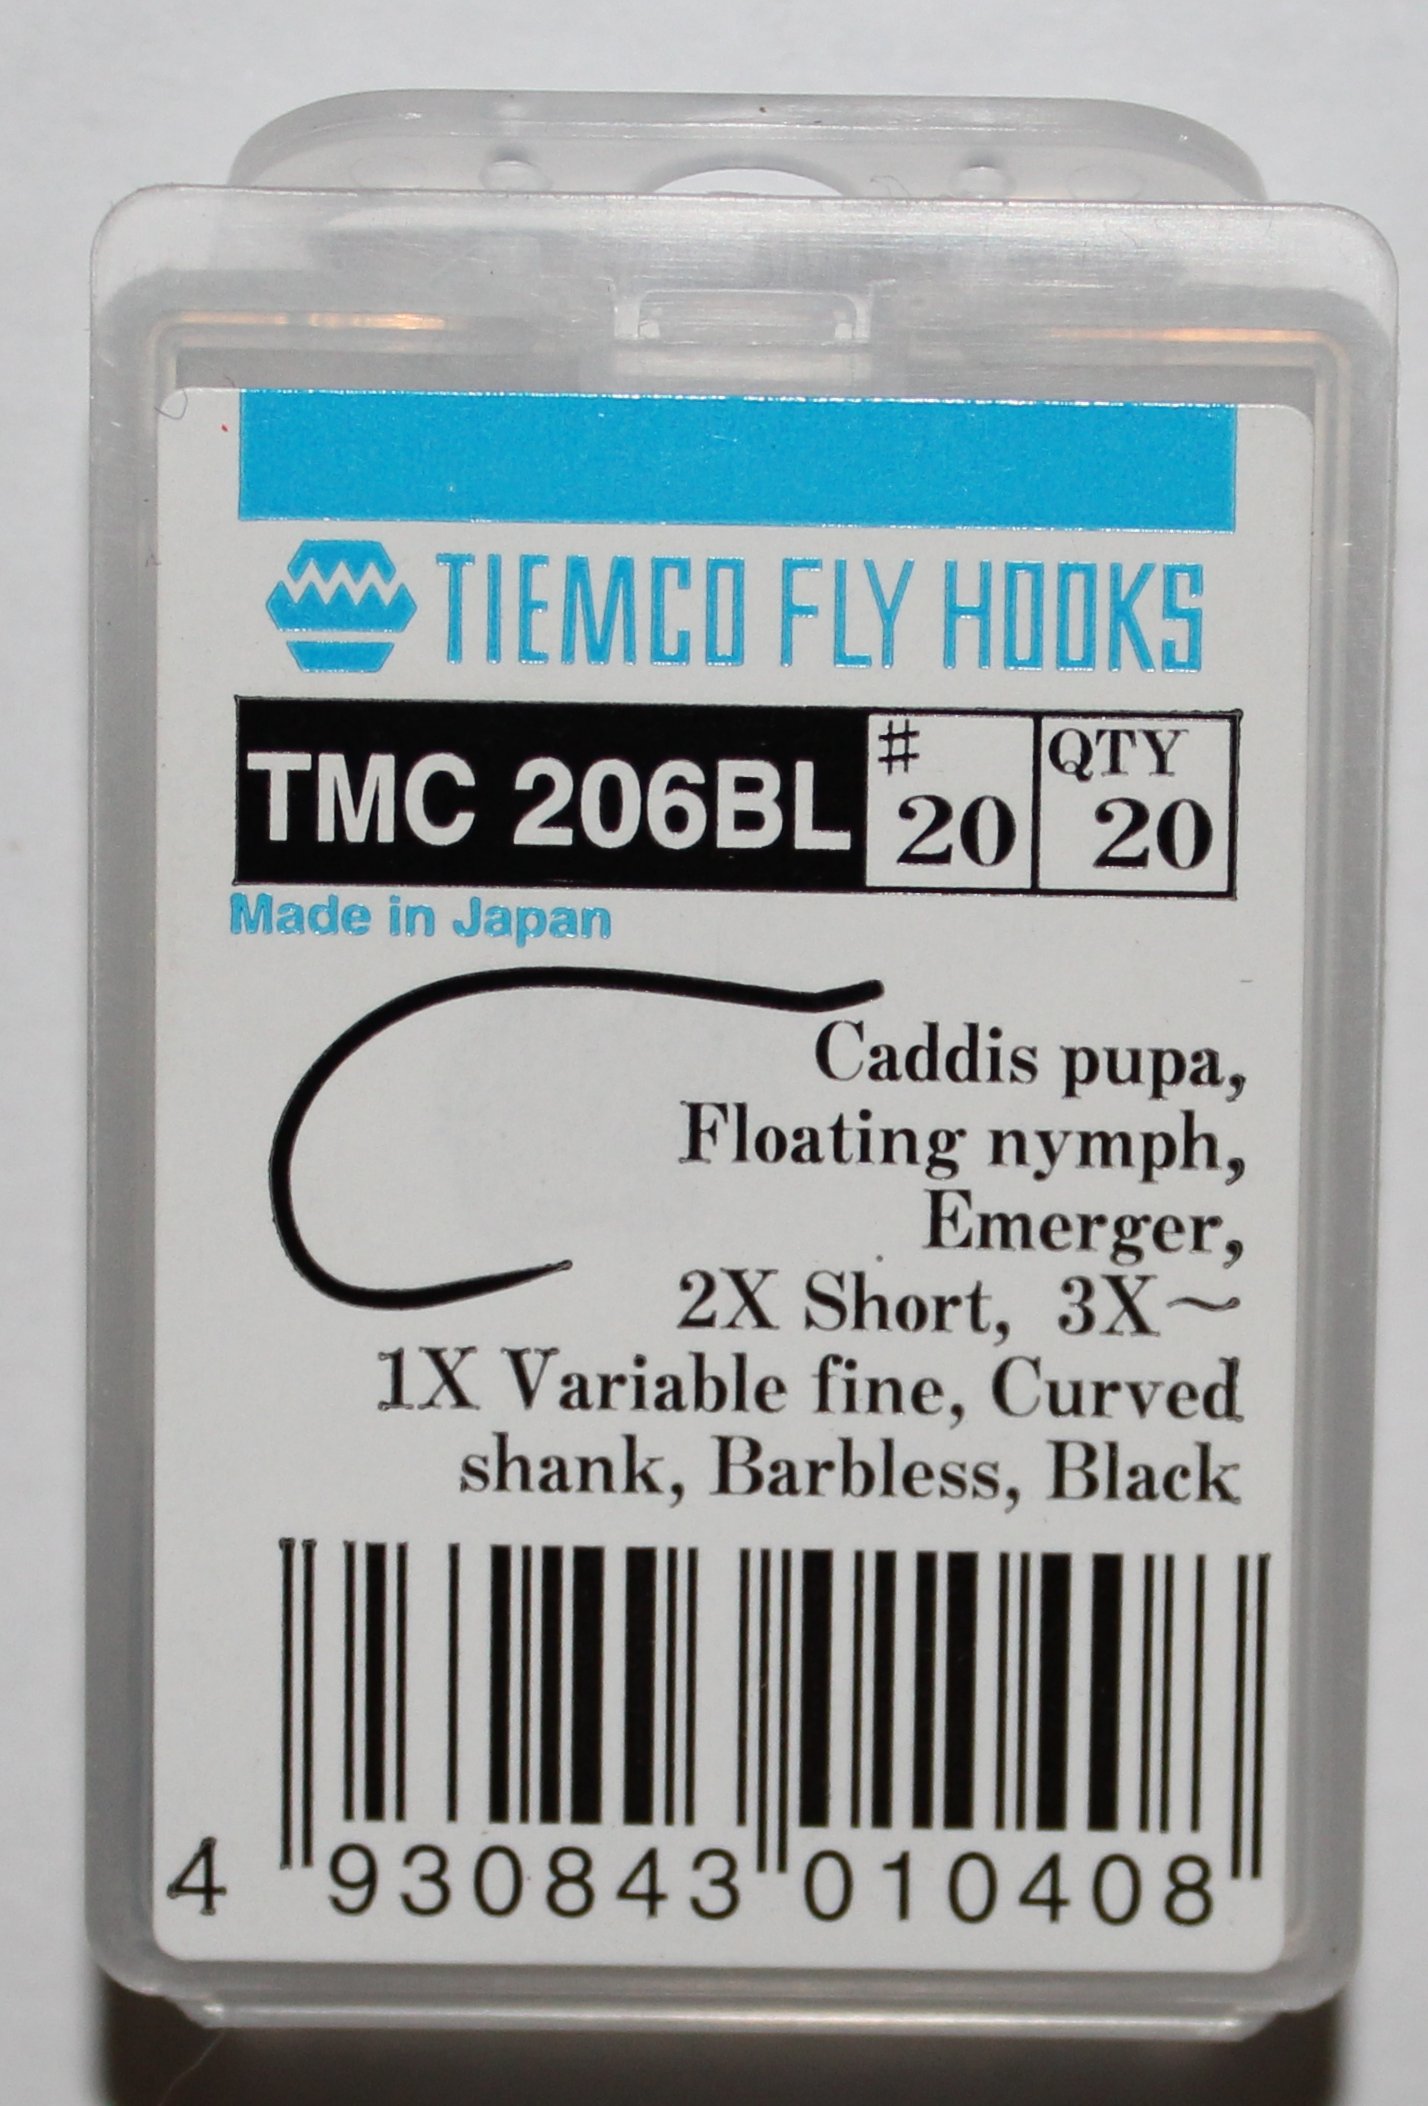 TIEMCO FLY HOOKS
TMC 206BL # 20 QTY 20
Made in Japan
Caddis pupa,
Floating nymph,
Emerger,
2X Short, 3X～
1X Variable fine, Curved
shank, Barbless, Black
4 930843 010408